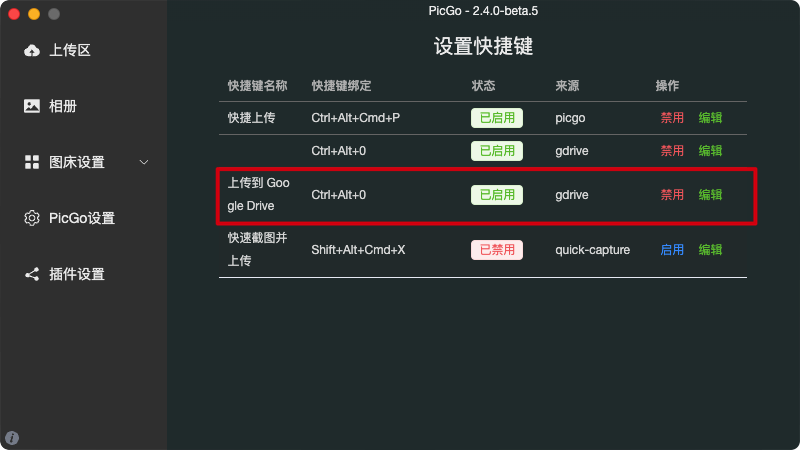 PicGo - 2.4.0-beta.5
上传区
相册
图床设置
PicGo设置
插件设置
设置快捷键
快捷键名称 快捷键绑定 状态 来源 操作
快捷上传 Ctrl+Alt+Cmd+P 已启用 picgo 禁用 编辑
Ctrl+Alt+0 已启用 gdrive 禁用 编辑
上传到 Goo
gle Drive Ctrl+Alt+0 已启用 gdrive 禁用 编辑
快速截图并
上传 Shift+Alt+Cmd+X 已禁用 quick-capture 启用 编辑